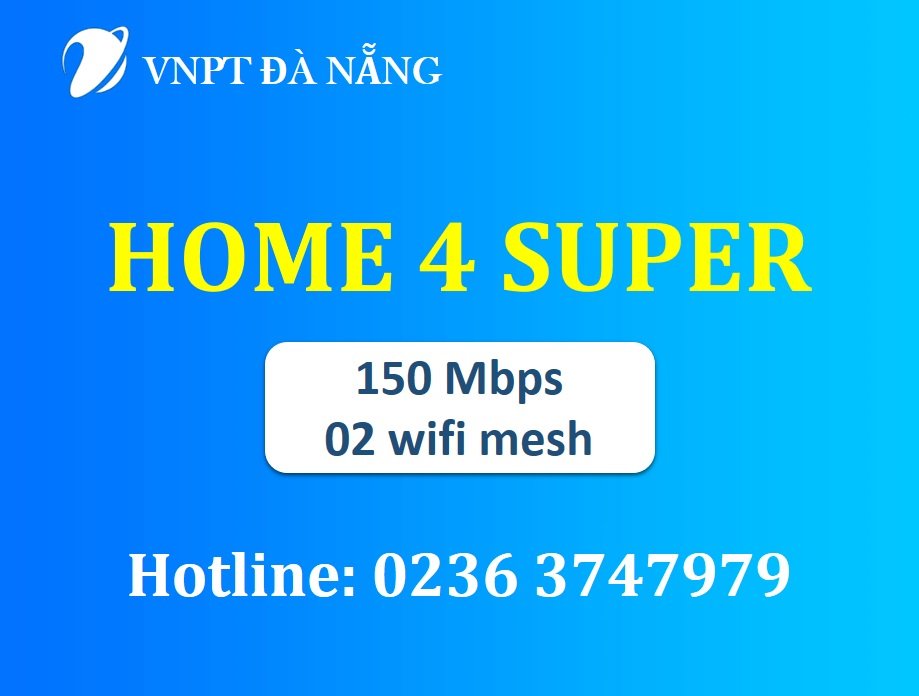 VNPT ĐÀ NẴNG
HOME 4 SUPER
150 Mbps
02 wifi mesh
Hotline: 0236 3747979